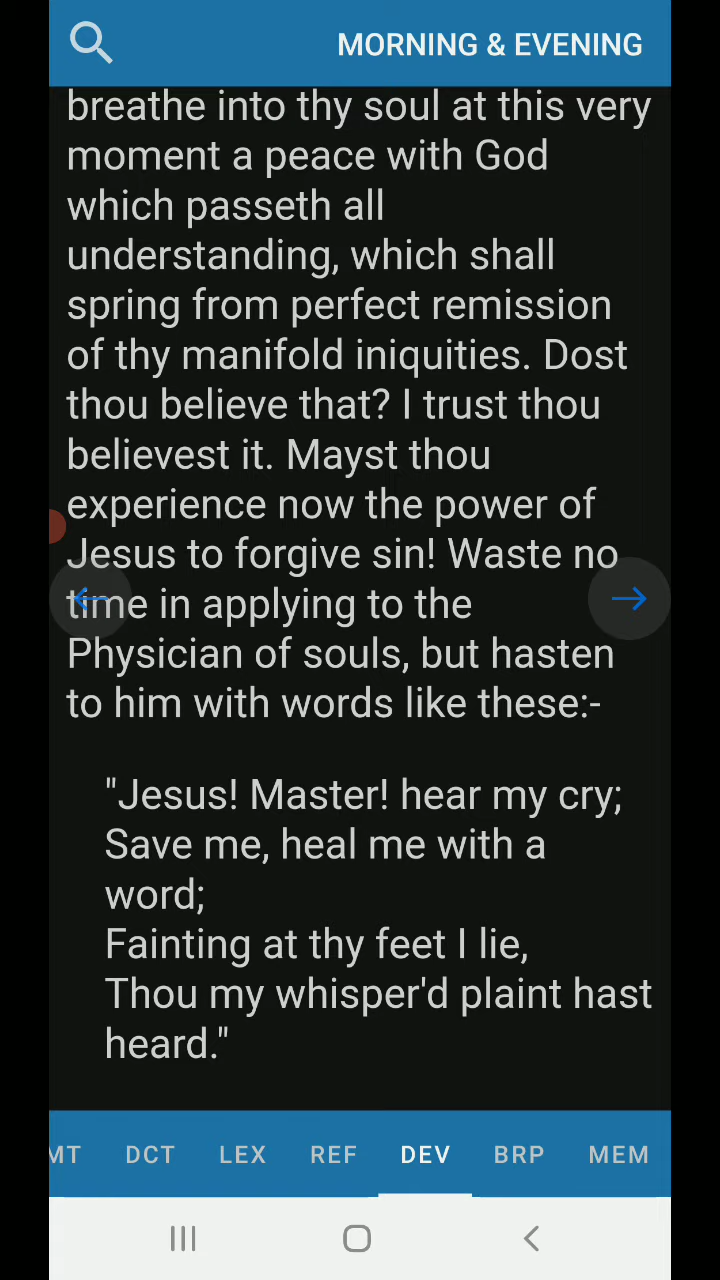 MORNING & EVENING
breathe into thy soul at this very
moment a peace with God
which passeth all
understanding, which shall
spring from perfect remission
of thy manifold iniquities. Dost
thou believe that? I trust thou
believest it. Mayst thou
experience now the power of
Jesus to forgive sin! Waste no
time in applying to the
Physician of souls, but hasten
to him with words like these:-
"Jesus! Master! hear my cry;
Save me, heal me with a
word;
Fainting at thy feet I lie,
Thou my whisper'd plaint hast
heard."
MT DCT LEX REF DEV BRP MEM